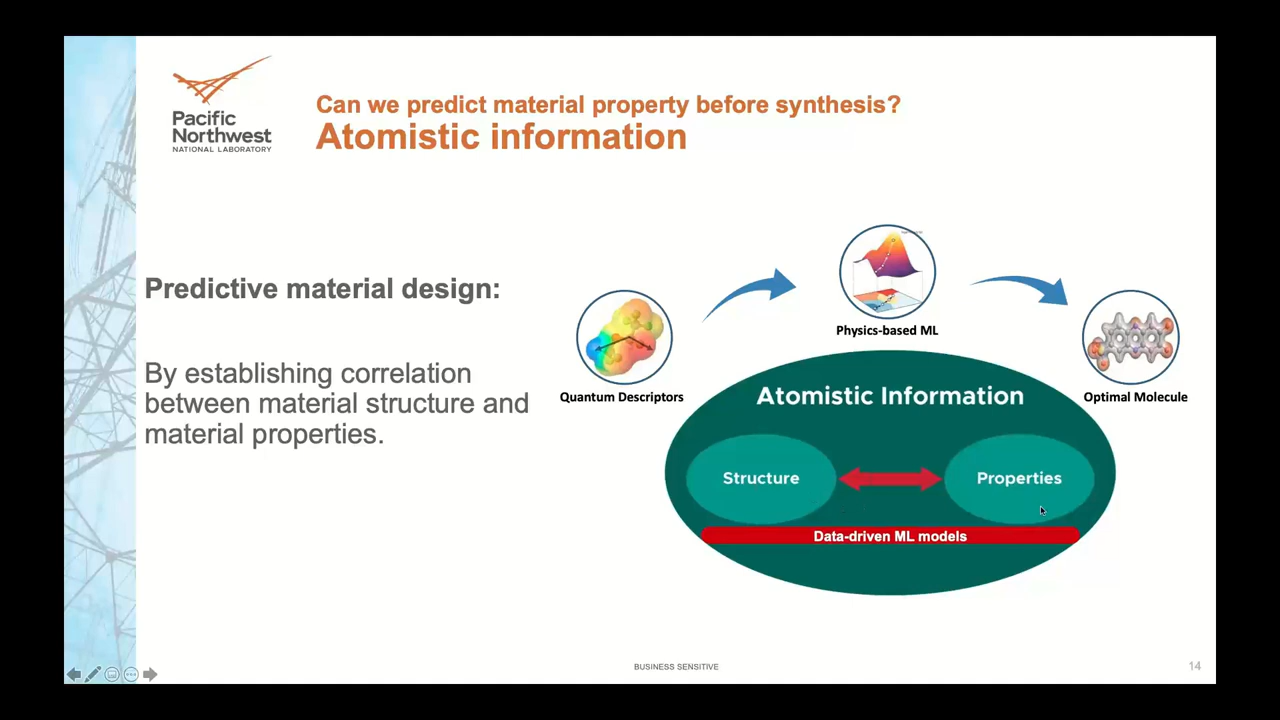 Pacific
Northwest
NATIONAL LABORATORY
Can we predict material property before synthesis?
Atomistic information
Predictive material design:
By establishing correlation
between material structure and
material properties.
Quantum Descriptors
Physics-based ML
Optimal Molecule
Atomistic Information
Structure
Properties
Data-driven ML models
BUSINESS SENSITIVE
14